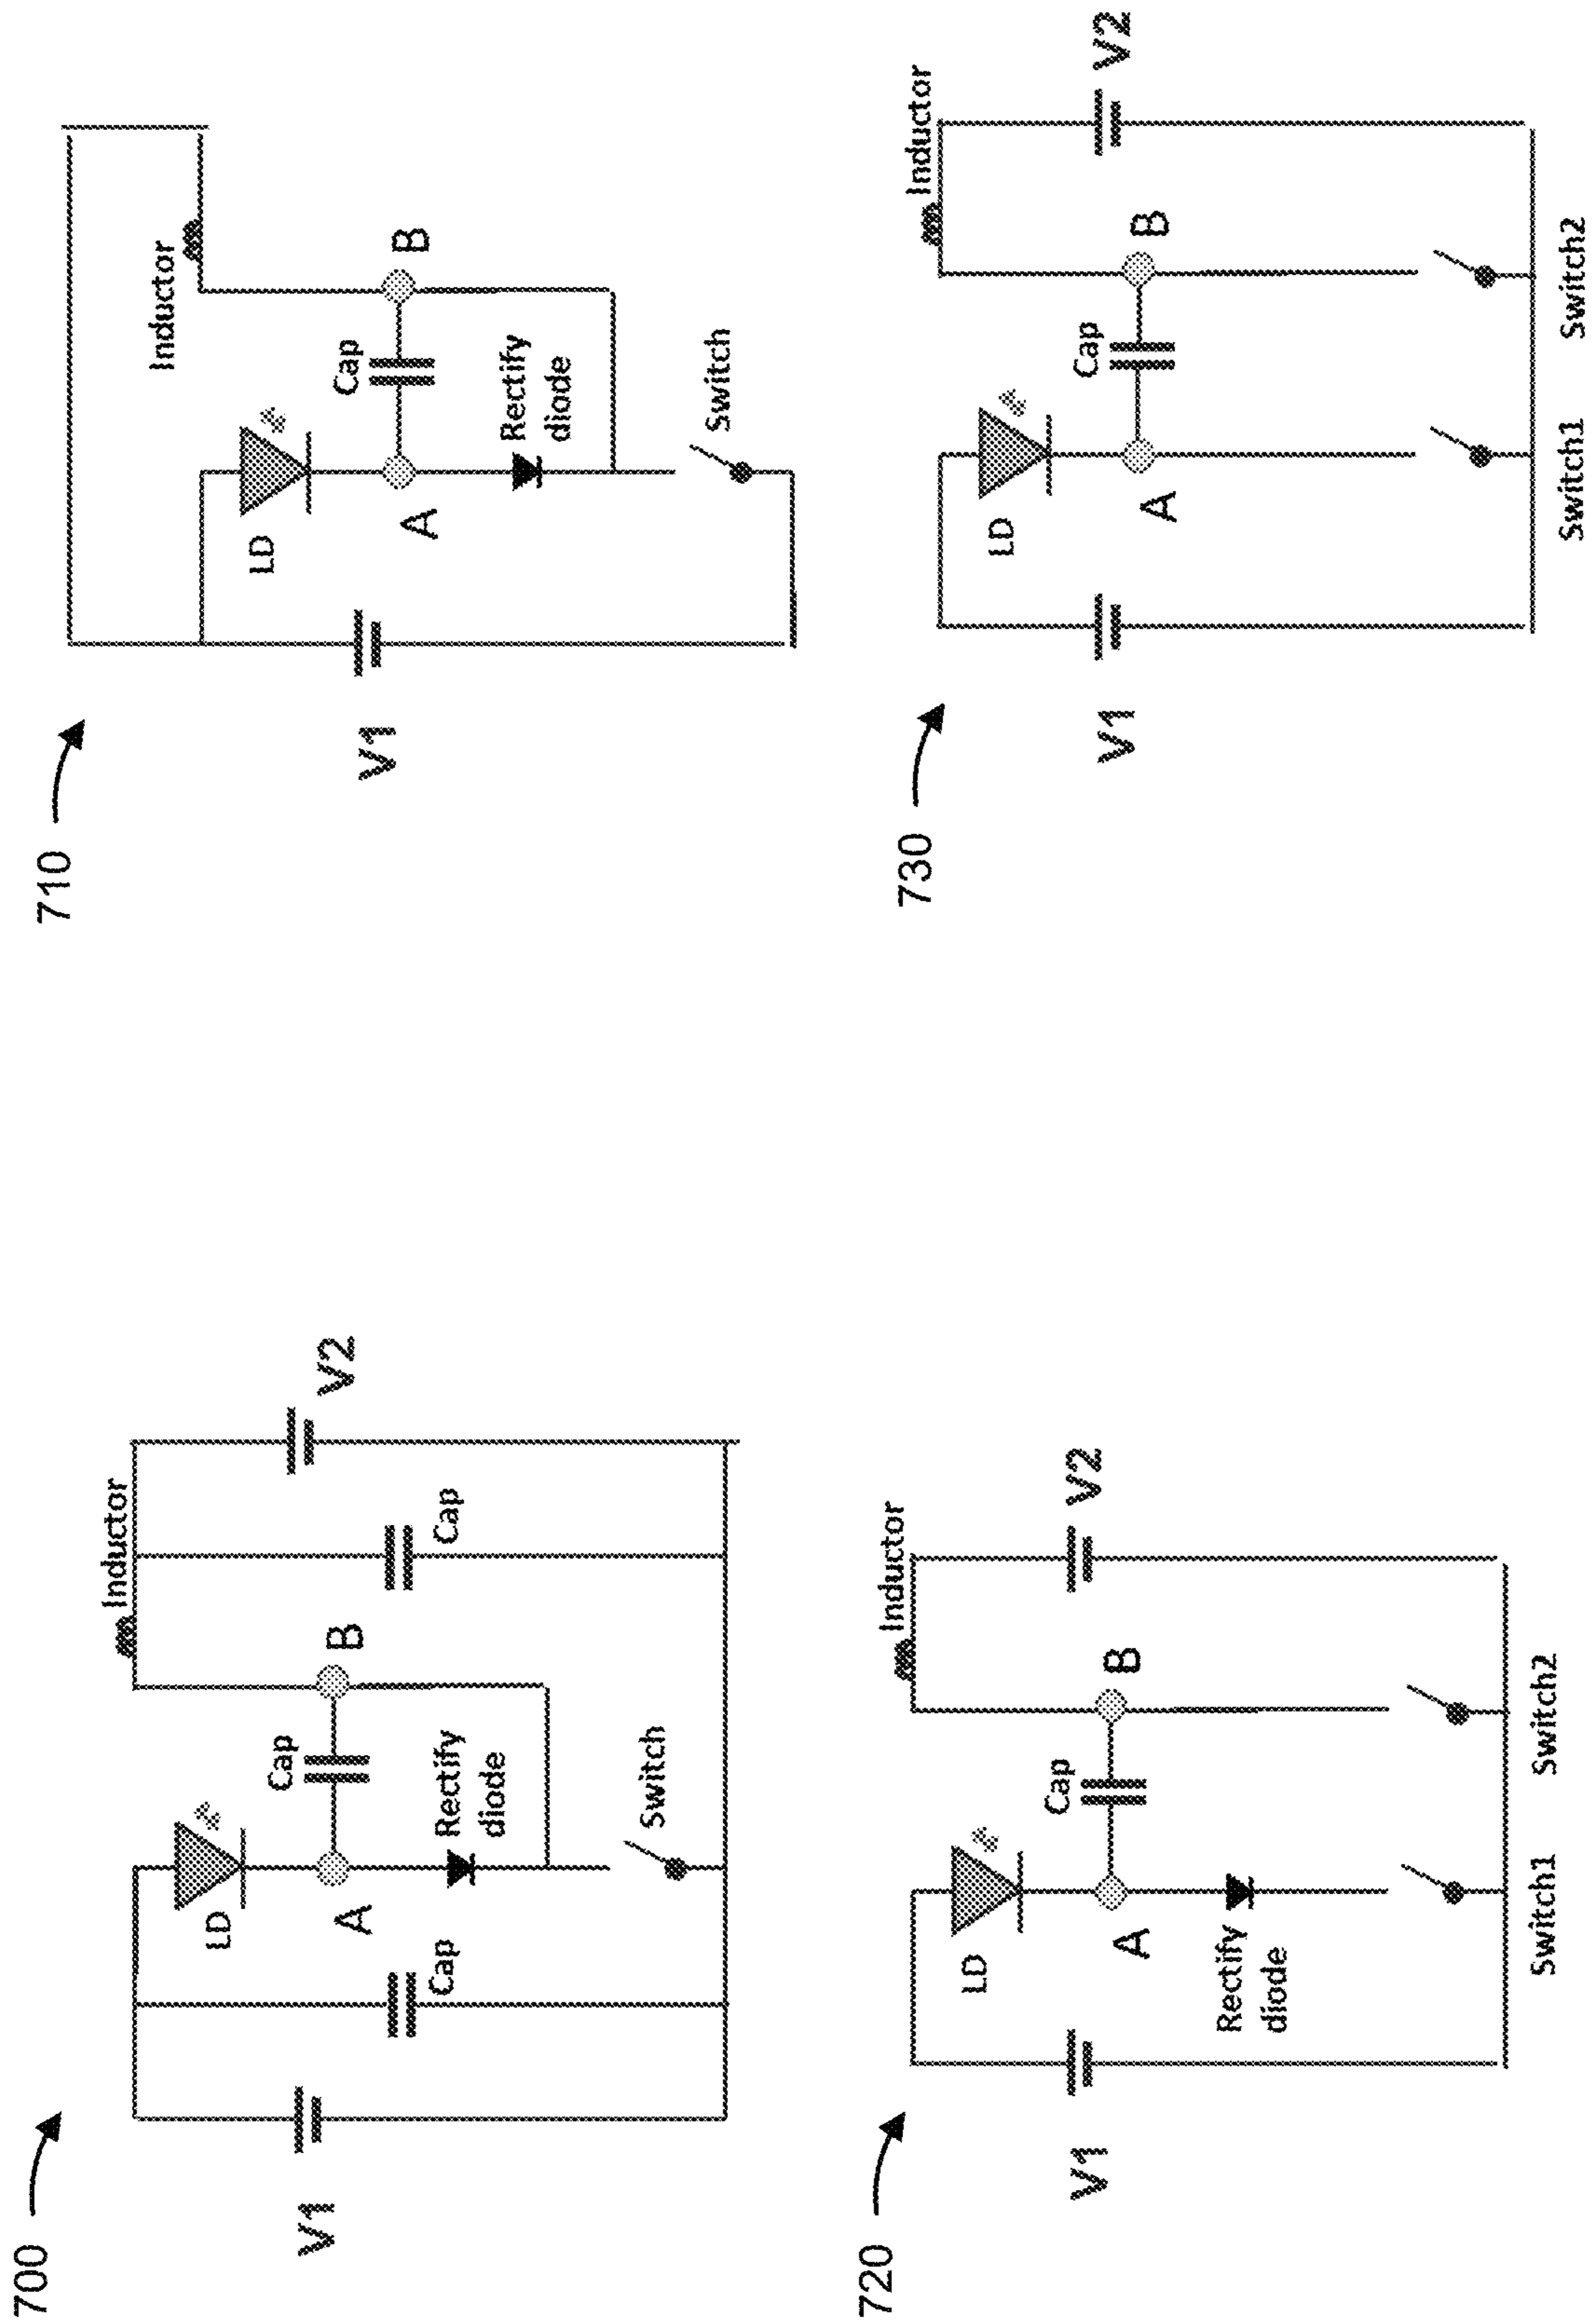 700
V1
LD
A
Cap
Cap
B
Inductor
Rectify
diode
Cap
V2
Switch
710
V1
LD
A
Cap
B
Inductor
Rectify
diode
Switch
720
V1
LD
A
Cap
B
Inductor
V2
Rectify
diode
Switch1
Switch2
730
V1
LD
A
Cap
B
Inductor
V2
Switch1
Switch2